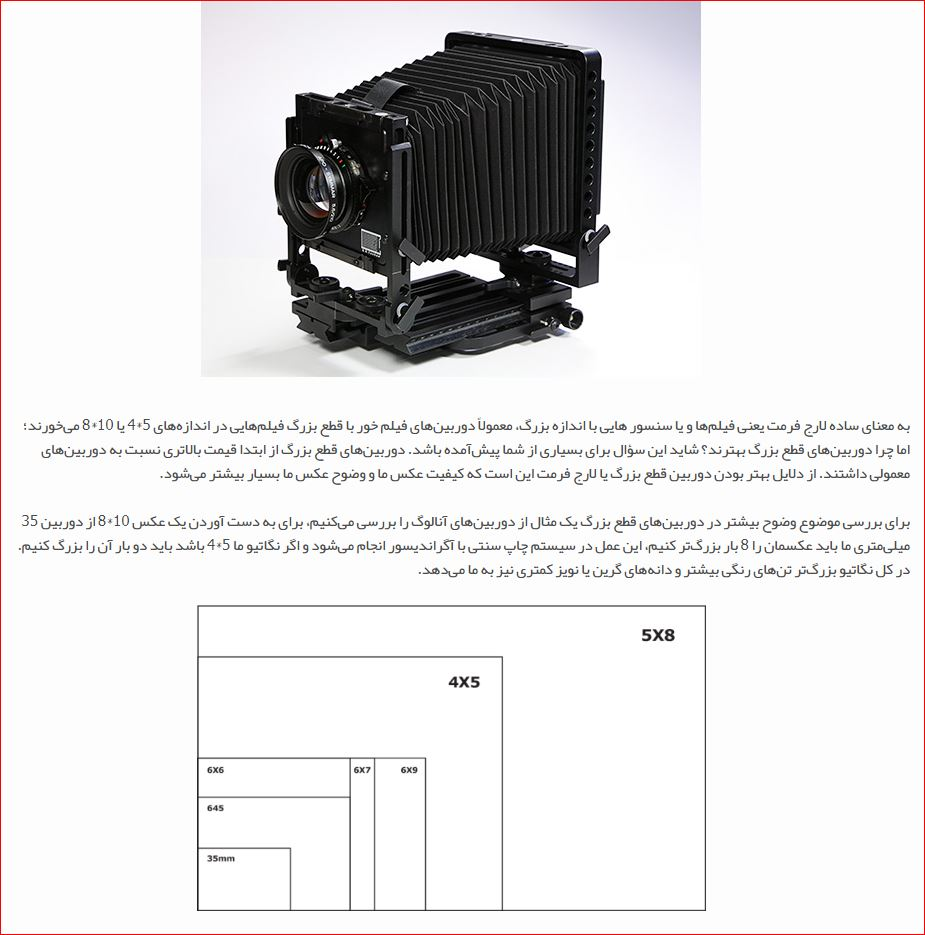 به معنای ساده لارج فرمت یعنی فیلم‌ها و یا سنسور هایی با اندازه بزرگ، معمولاً دوربین‌های فیلم خور با قطع بزرگ فیلم‌هایی در اندازه‌های 5*4 یا 10*8 می‌خورند؛
اما چرا دوربین‌های قطع بزرگ بهترند؟ شاید این سؤال برای بسیاری از شما پیش‌آمده باشد. دوربین‌های قطع بزرگ از ابتدا قیمت بالاتری نسبت به دوربین‌های
معمولی داشتند. از دلایل بهتر بودن دوربین قطع بزرگ یا لارج فرمت این است که کیفیت عکس ما و وضوح عکس ما بسیار بیشتر می‌شود.
برای بررسی موضوع وضوح بیشتر در دوربین‌های قطع بزرگ یک مثال از دوربین‌های آنالوگ را بررسی می‌کنیم، برای به دست آوردن یک عکس 10*8 از دوربین 35
میلی‌متری ما باید عکسمان را 8 بار بزرگ‌تر کنیم، این عمل در سیستم چاپ سنتی با آگراندیسور انجام می‌شود و اگر نگاتیو ما 5*4 باشد باید دو بار آن را بزرگ کنیم.
در کل نگاتیو بزرگ‌تر تن‌های رنگی بیشتر و دانه‌های گرین یا نویز کمتری نیز به ما می‌دهد.
5X8
4X5
6X6
6X7
6X9
645
35mm